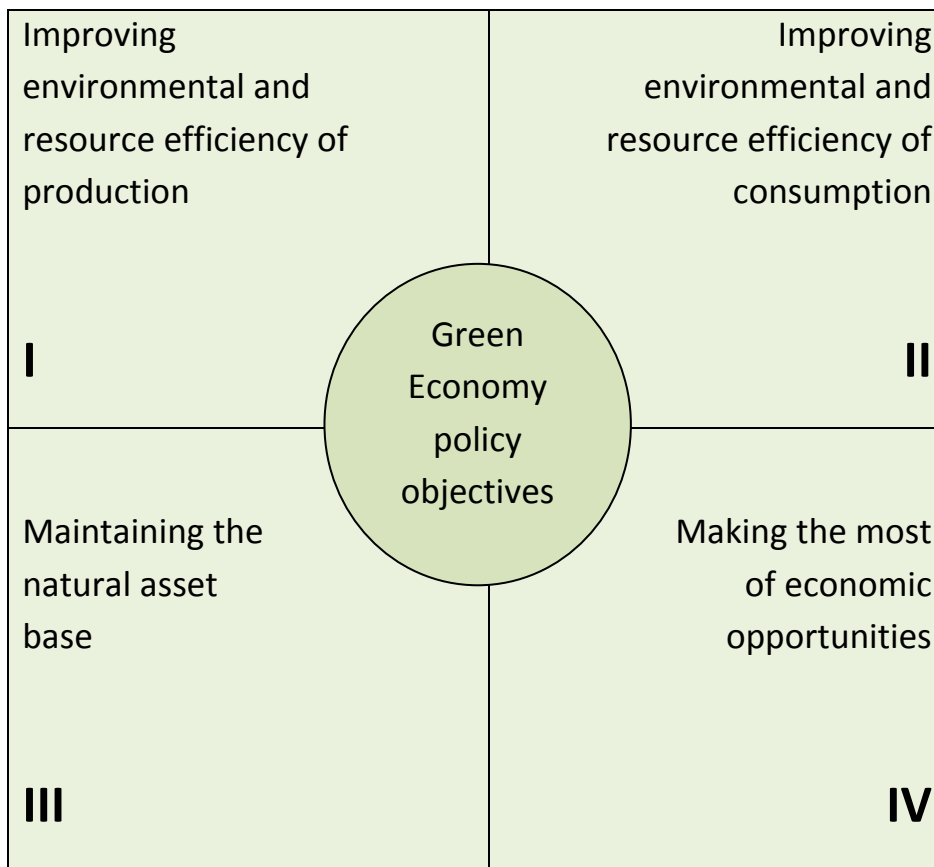 Improving
environmental and
resource efficiency of
production
I
Improving
environmental and
resource efficiency of
consumption
II
Green
Economy
policy
objectives
Maintaining the
natural asset
base
III
Making the most
of economic
opportunities
IV